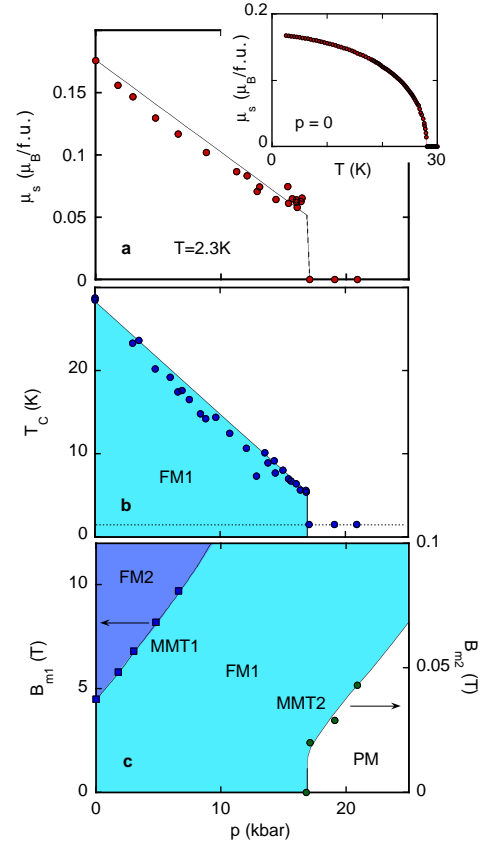 0.2
μs (μB/f.u.)
p = 0
0
0
T (K)
30
μs (μB/f.u.)
0.15
0.1
0.05
0
a
T=2.3K
TC (K)
20
10
0
FM1
b
Bm1 (T)
10
5
0
FM2
MMT1
FM1
MMT2
PM
c
0.1
0.05
0
Bm2 (T)
0
10
20
p (kbar)